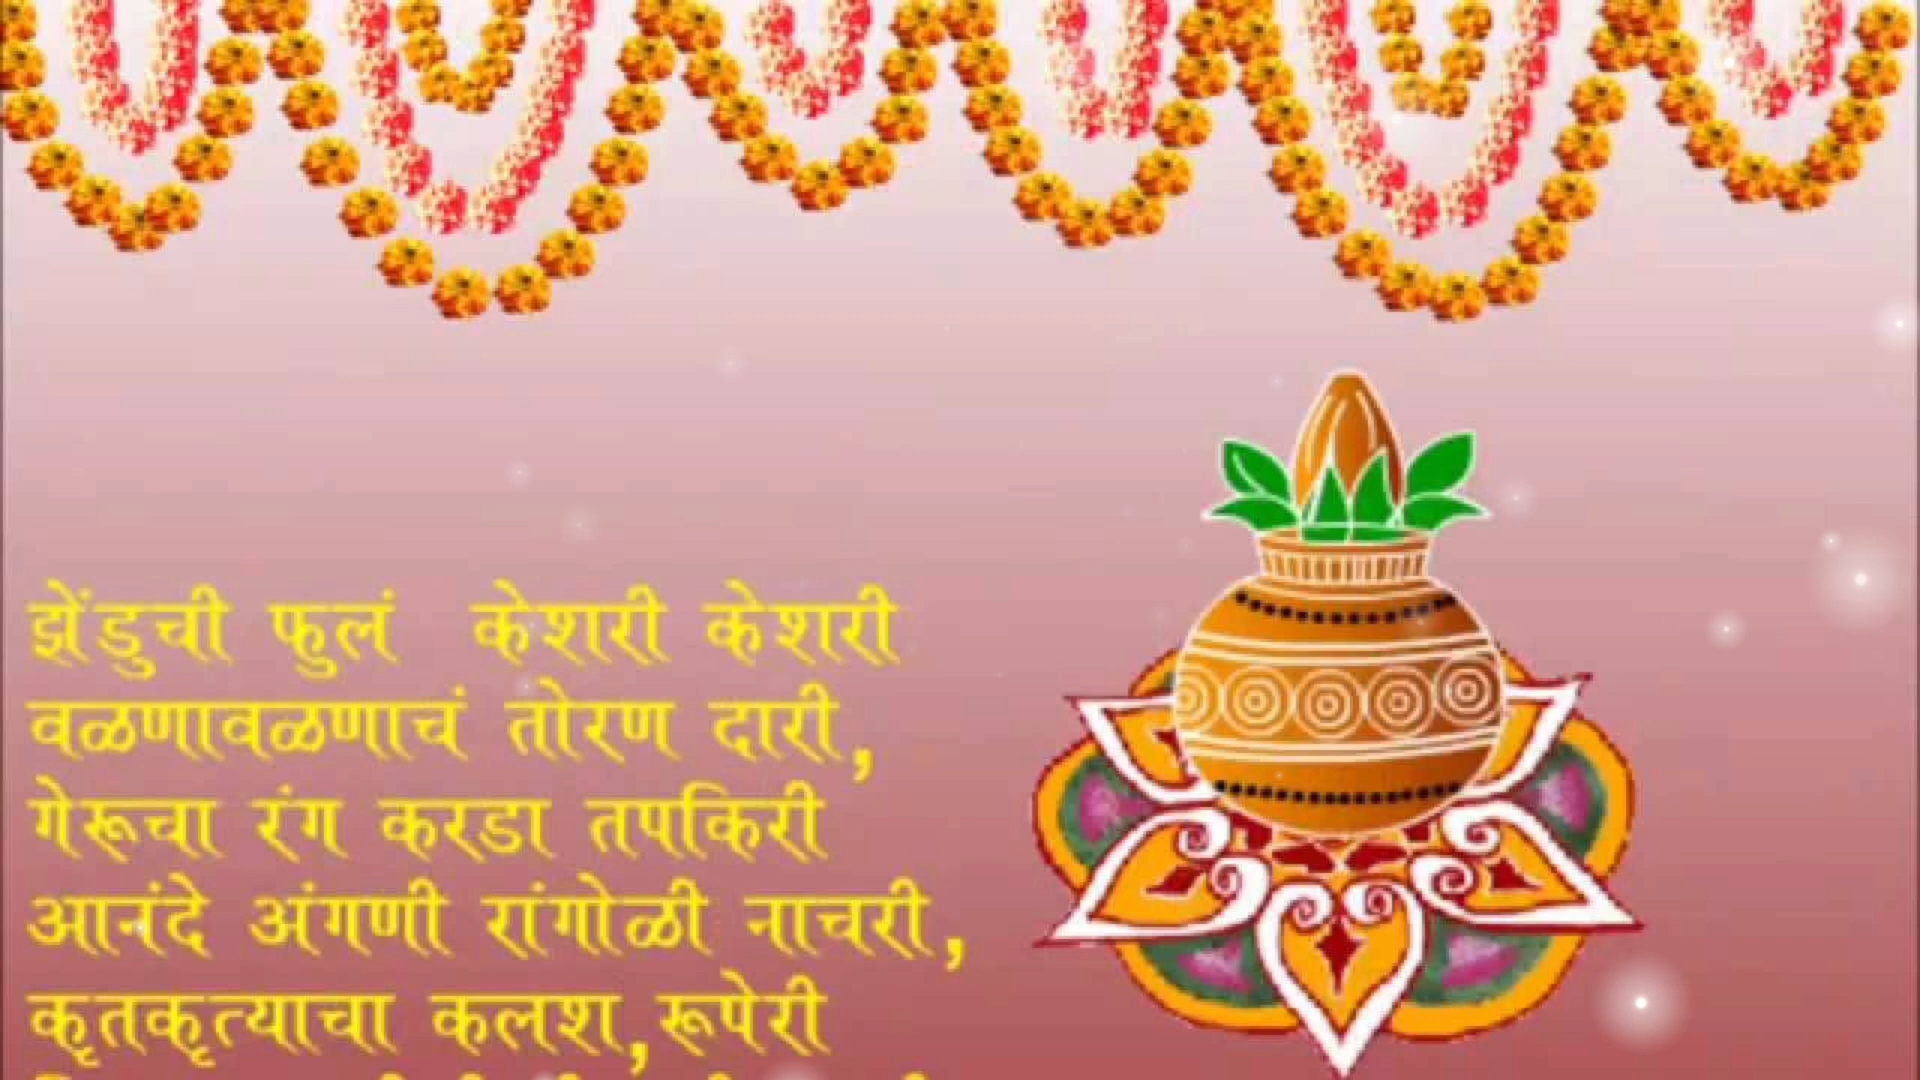 झेंडुची फुलं केशरी केशरी
वळणावळणाचं तोरण दारी,
गेरूचा रंग करडा तपकिरी
आनंदे अंगणी रांगोळी नाचरी,
कृतकृत्याचा कलश,रूपेरी